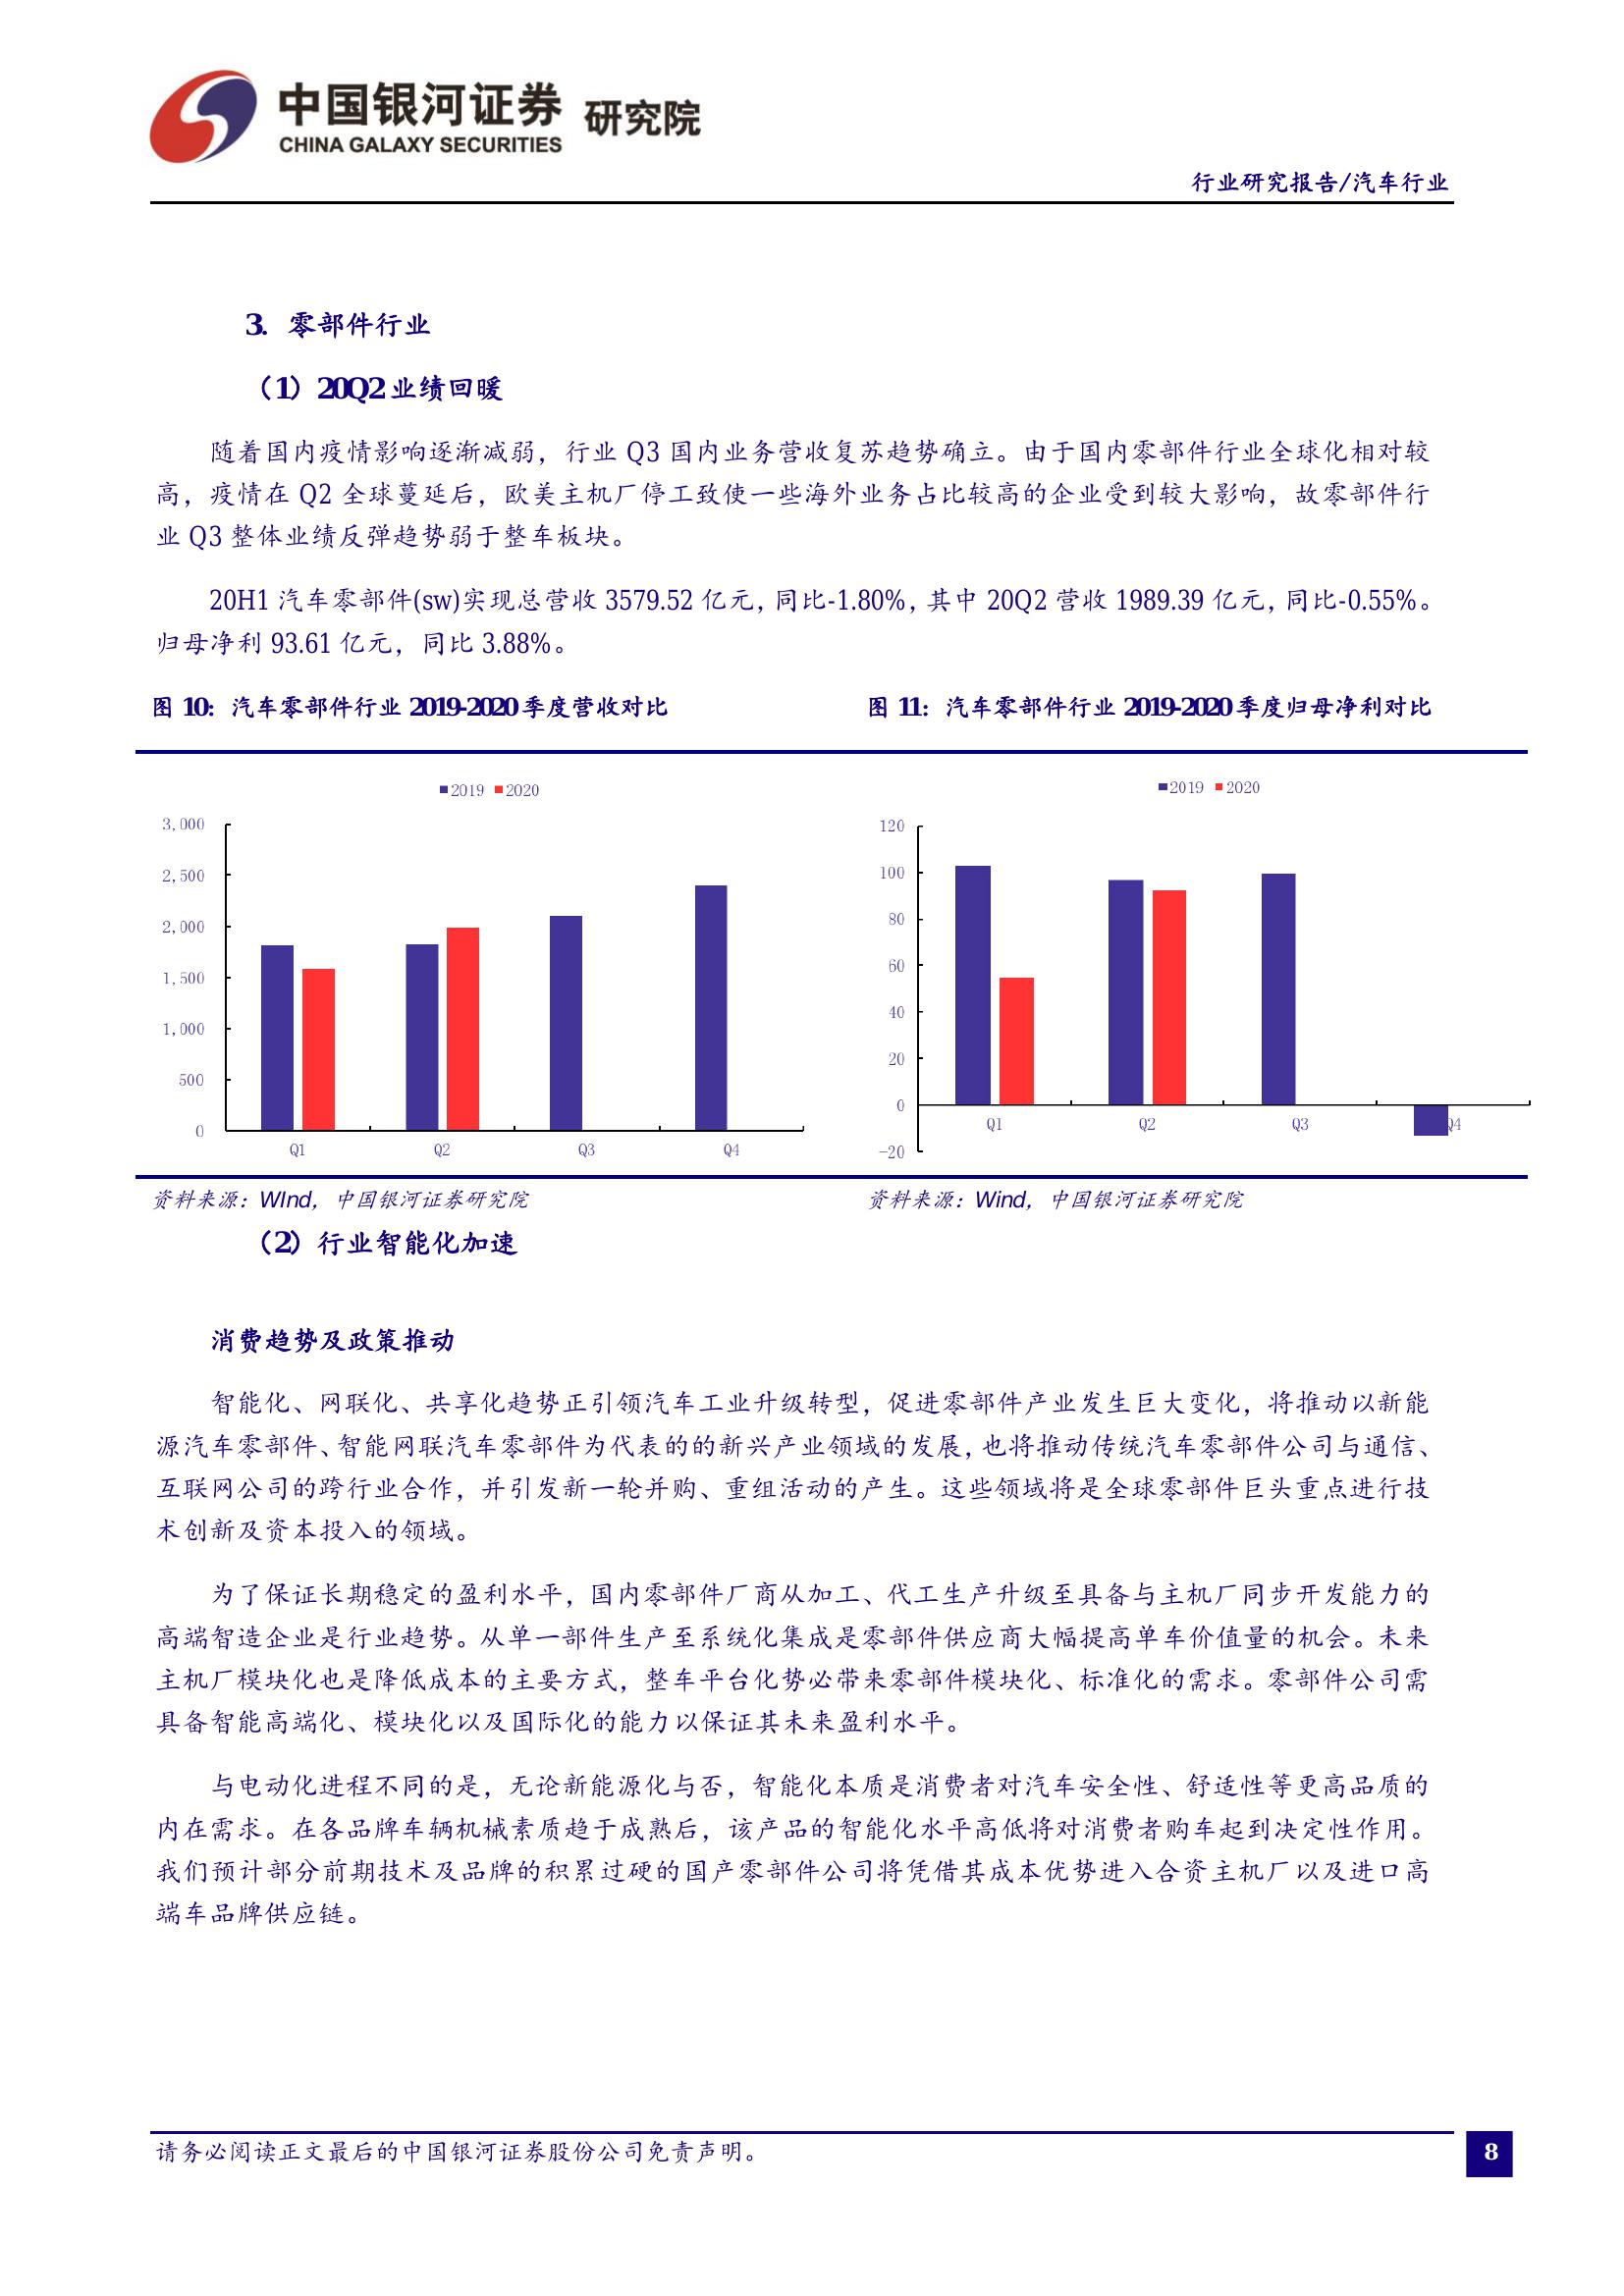 中国银河证券 研究院
CHINA GALAXY SECURITIES
行业研究报告/汽车行业
3. 零部件行业
（1）20Q2业绩回暖
随着国内疫情影响逐渐减弱，行业 Q3 国内业务营收复苏趋势确立。由于国内零部件行业全球化相对较
高，疫情在 Q2 全球蔓延后，欧美主机厂停工致使一些海外业务占比较高的企业受到较大影响，故零部件行
业 Q3 整体业绩反弹趋势弱于整车板块。
20H1 汽车零部件(sw)实现总营收 3579.52 亿元，同比-1.80%，其中 20Q2 营收 1989.39 亿元，同比-0.55%。
归母净利 93.61 亿元，同比 3.88%。
图 10：汽车零部件行业 2019-2020季度营收对比
图 11：汽车零部件行业 2019-2020季度归母净利对比
2019 2020
3,000
2,500
2,000
1,500
1,000
500
0
Q1 Q2 Q3 Q4
2019 2020
120
100
80
60
40
20
0
-20
Q1 Q2 Q3 Q4
资料来源：WInd，中国银河证券研究院
资料来源：Wind，中国银河证券研究院
（2）行业智能化加速
消费趋势及政策推动
智能化、网联化、共享化趋势正引领汽车工业升级转型，促进零部件产业发生巨大变化，将推动以新能
源汽车零部件、智能网联汽车零部件为代表的的新兴产业领域的发展，也将推动传统汽车零部件公司与通信、
互联网公司的跨行业合作，并引发新一轮并购、重组活动的产生。这些领域将是全球零部件巨头重点进行技
术创新及资本投入的领域。
为了保证长期稳定的盈利水平，国内零部件厂商从加工、代工生产升级至具备与主机厂同步开发能力的
高端智造企业是行业趋势。从单一部件生产至系统化集成是零部件供应商大幅提高单车价值量的机会。未来
主机厂模块化也是降低成本的主要方式，整车平台化势必带来零部件模块化、标准化的需求。零部件公司需
具备智能高端化、模块化以及国际化的能力以保证其未来盈利水平。
与电动化进程不同的是，无论新能源化与否，智能化本质是消费者对汽车安全性、舒适性等更高品质的
内在需求。在各品牌车辆机械素质趋于成熟后，该产品的智能化水平高低将对消费者购车起到决定性作用。
我们预计部分前期技术及品牌的积累过硬的国产零部件公司将凭借其成本优势进入合资主机厂以及进口高
端车品牌供应链。
请务必阅读正文最后的中国银河证券股份公司免责声明。
8